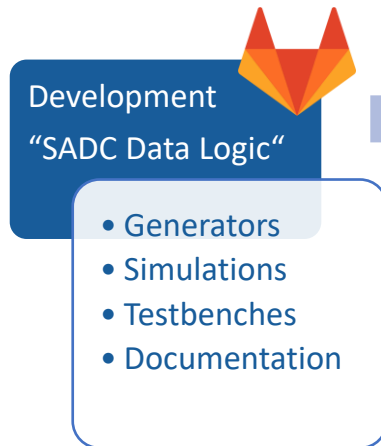 Development
“SADC Data Logic“
• Generators
• Simulations
• Testbenches
• Documentation